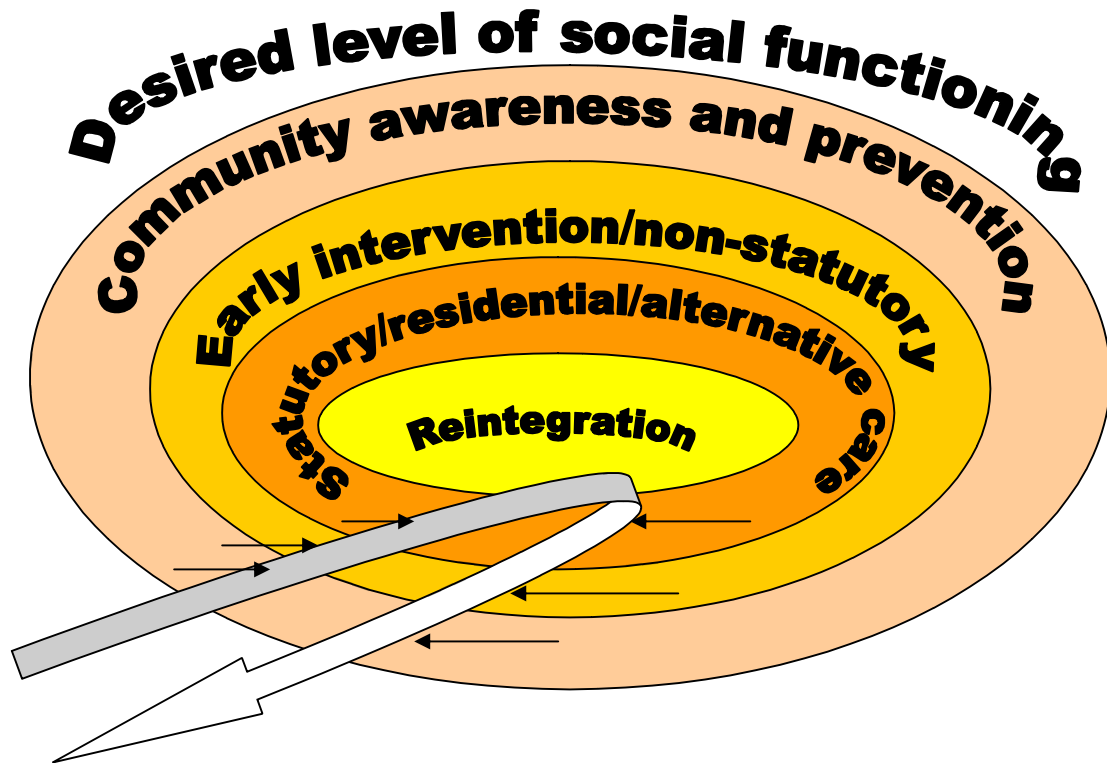 Desired level of social functioning
Community awareness and prevention
Early intervention/non-statutory
Statutory/residential/alternative care
Reintegration